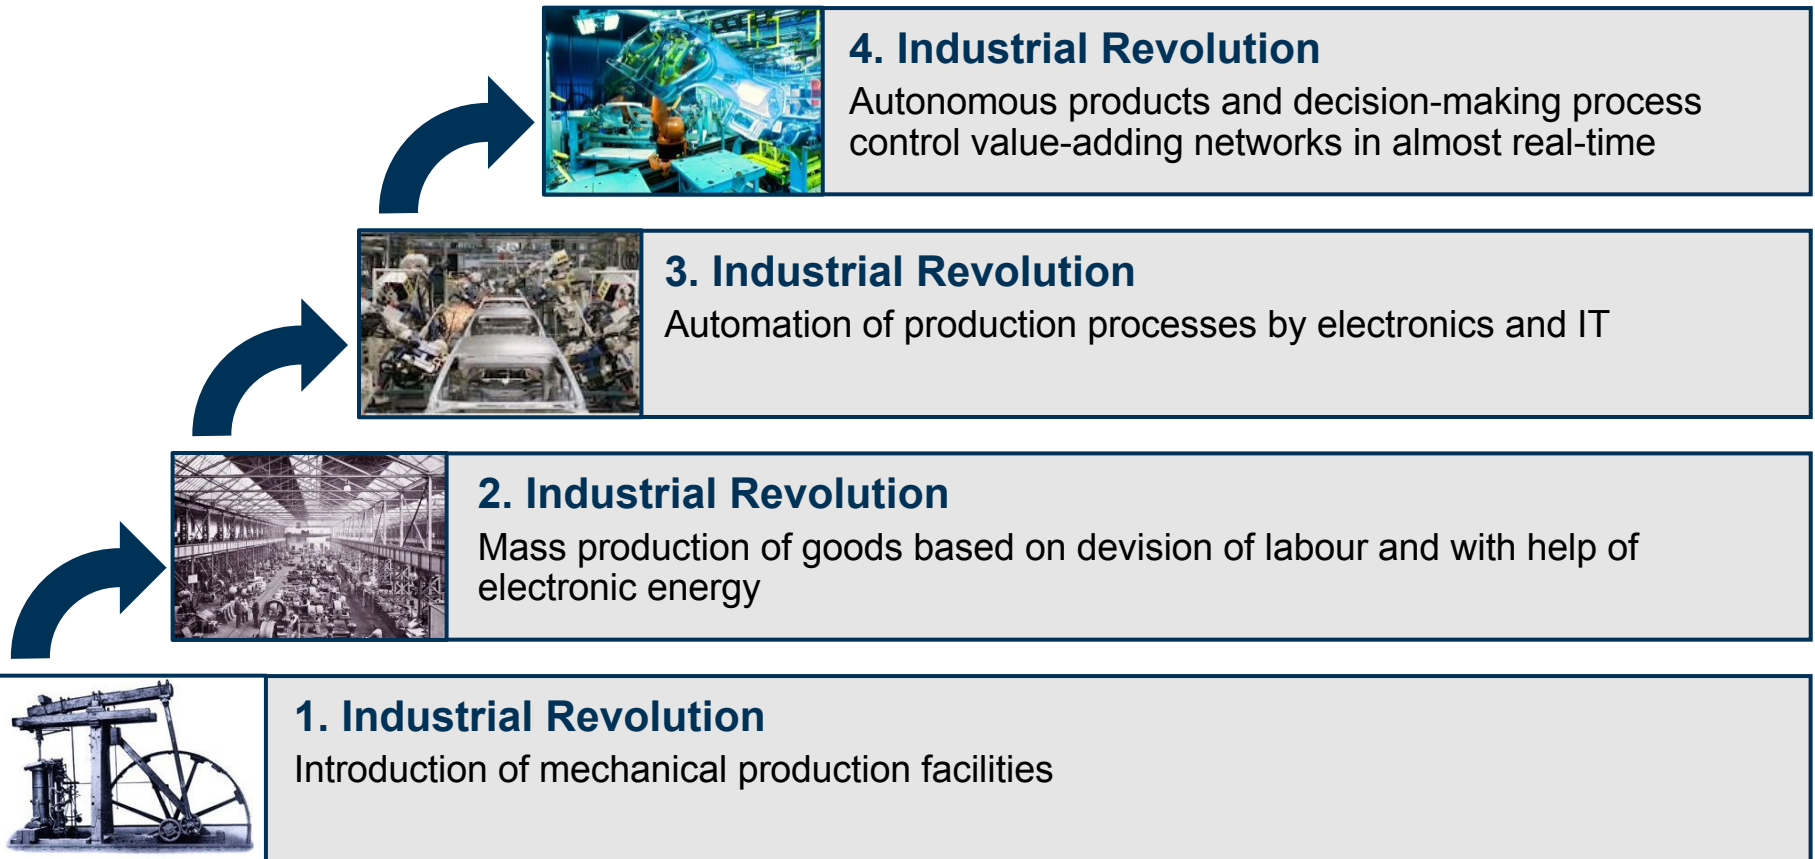 4. Industrial Revolution
Autonomous products and decision-making process
control value-adding networks in almost real-time
3. Industrial Revolution
Automation of production processes by electronics and IT
2. Industrial Revolution
Mass production of goods based on devision of labour and with help of
electronic energy
1. Industrial Revolution
Introduction of mechanical production facilities